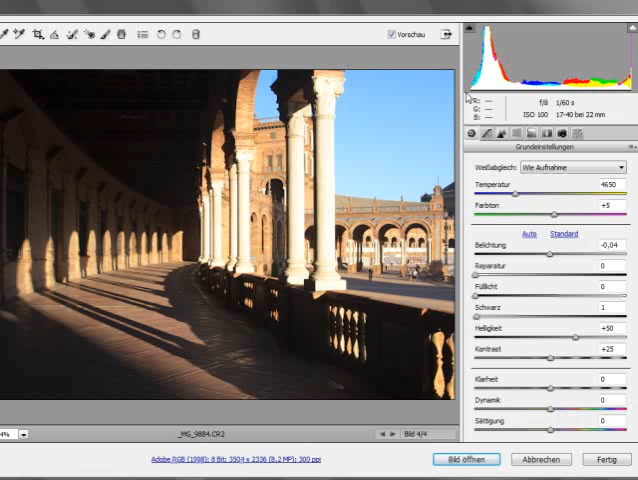 Vorschau
R: ---
G: ---
B: ---
f/8 1/60 s
ISO 100 17-40 bei 22 mm
Grundeinstellungen
Weißabgleich: Wie Aufnahme
Temperatur 4650
Farbton +5
Auto Standard
Belichtung -0,04
Reparatur 0
Fülllicht 0
Schwarz 1
Helligkeit +50
Kontrast +25
Klarheit 0
Dynamik 0
Sättigung 0
_MG_9884.CR2
Bild 4/4
Adobe RGB (1998); 8 Bit; 3504 x 2336 (8,2 MP); 300 ppi
Bild öffnen Abbrechen Fertig